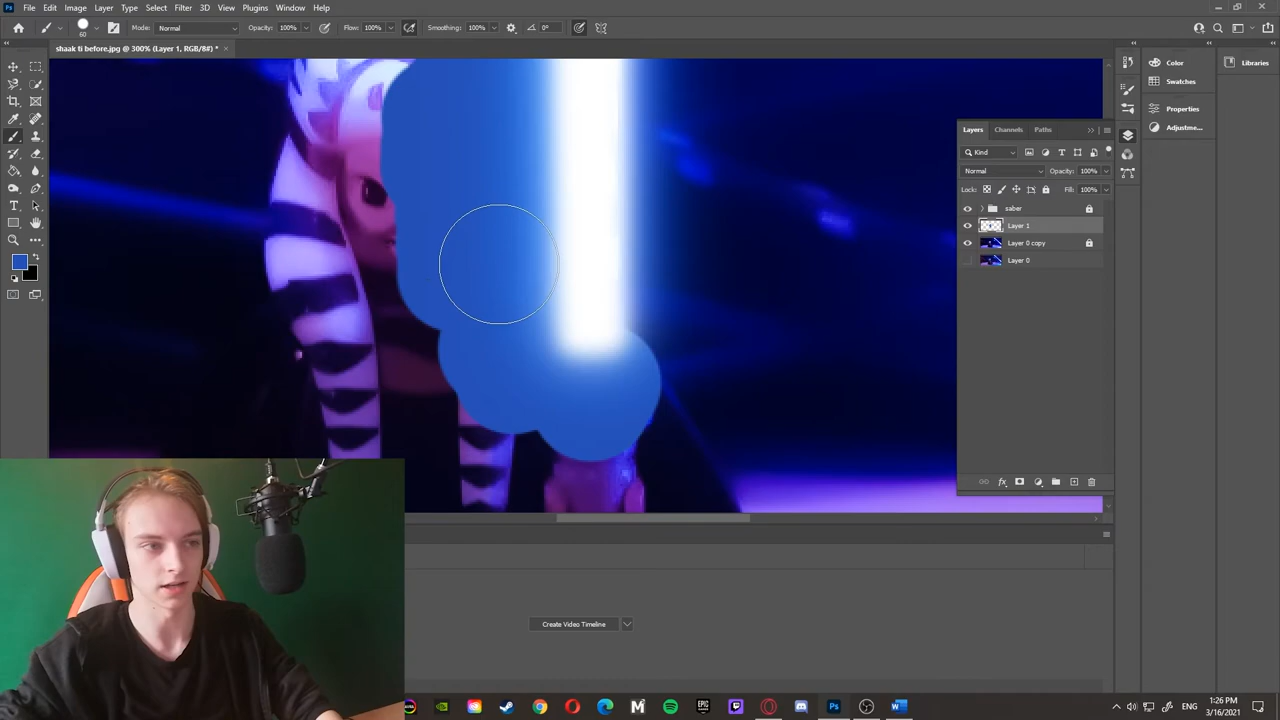 File Edit Image Layer Type Select Filter 3D View Plugins Window Help
60 Mode: Normal Opacity: 100% Flow: 100% Smoothing: 100% 0°
shaak ti before.jpg @ 300% (Layer 1, RGB/8#) * ×
Color
Swatches
Properties
Adjustme...
Libraries
Layers Channels Paths
Kind
Normal Opacity: 100%
Lock: Fill: 100%
saber
Layer 1
Layer 0 copy
Layer 0
Create Video Timeline
ENG
1:26 PM
3/16/2021